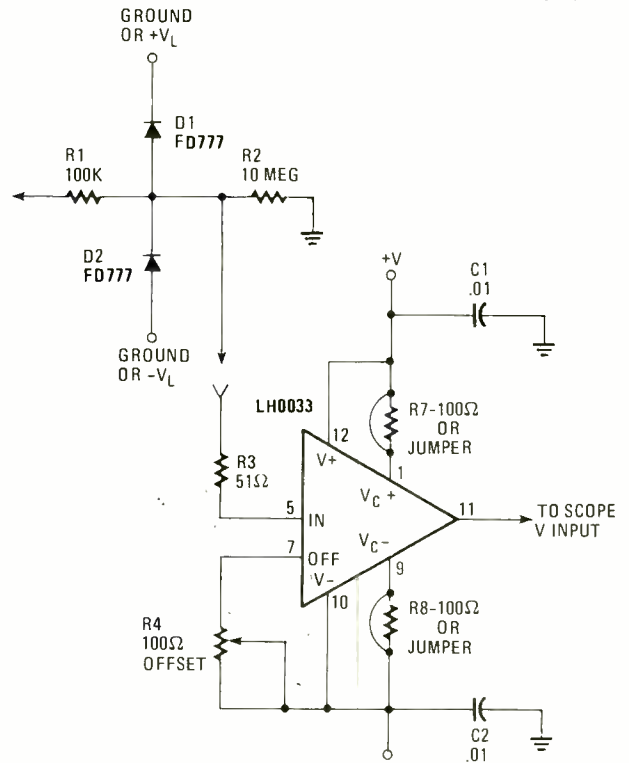 GROUND
OR +VL
D1
FD777
R1
100K
R2
10 MEG
D2
FD777
GROUND
OR -VL
+V
C1
.01
LH0033
12
V+
R7-100Ω
OR
JUMPER
1
VC +
R3
51Ω
5
IN
11
TO SCOPE
V INPUT
7
OFF
VC-
9
V-
10
R8-100Ω
OR
JUMPER
R4
100Ω
OFFSET
C2
.01